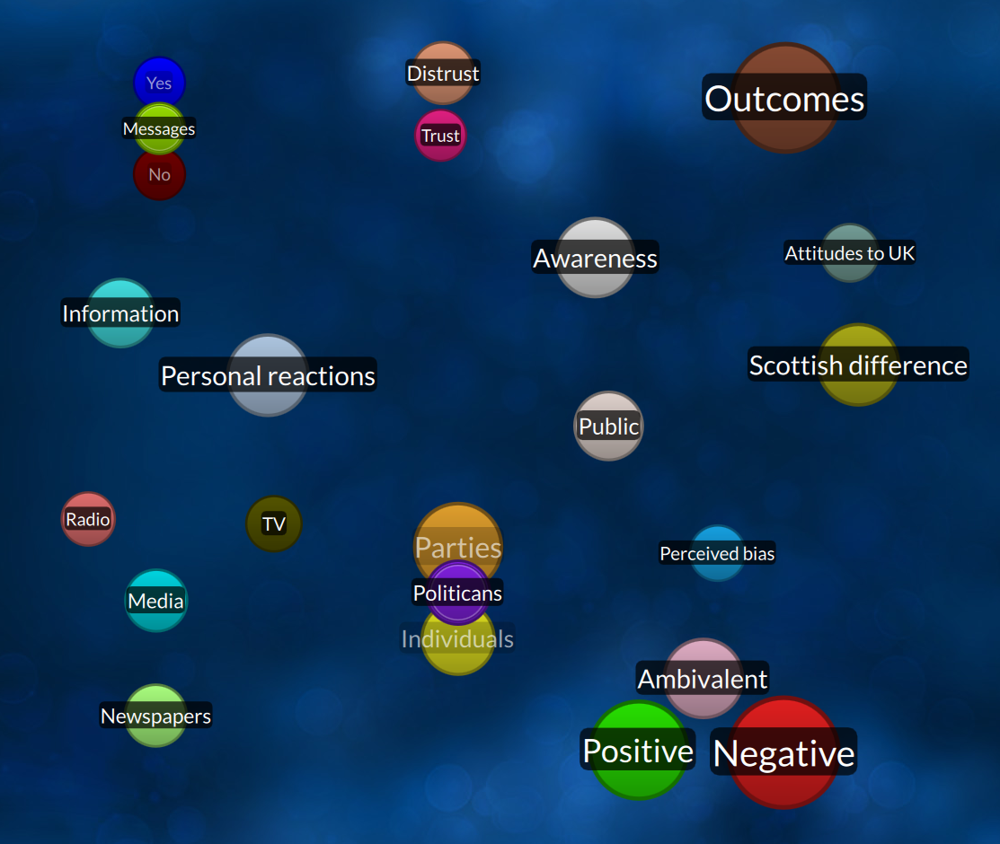 Yes
Messages
No
Distrust
Trust
Outcomes
Awareness
Attitudes to UK
Information
Personal reactions
Scottish difference
Public
Radio
TV
Parties
Politicans
Individuals
Perceived bias
Media
Newspapers
Ambivalent
Positive
Negative